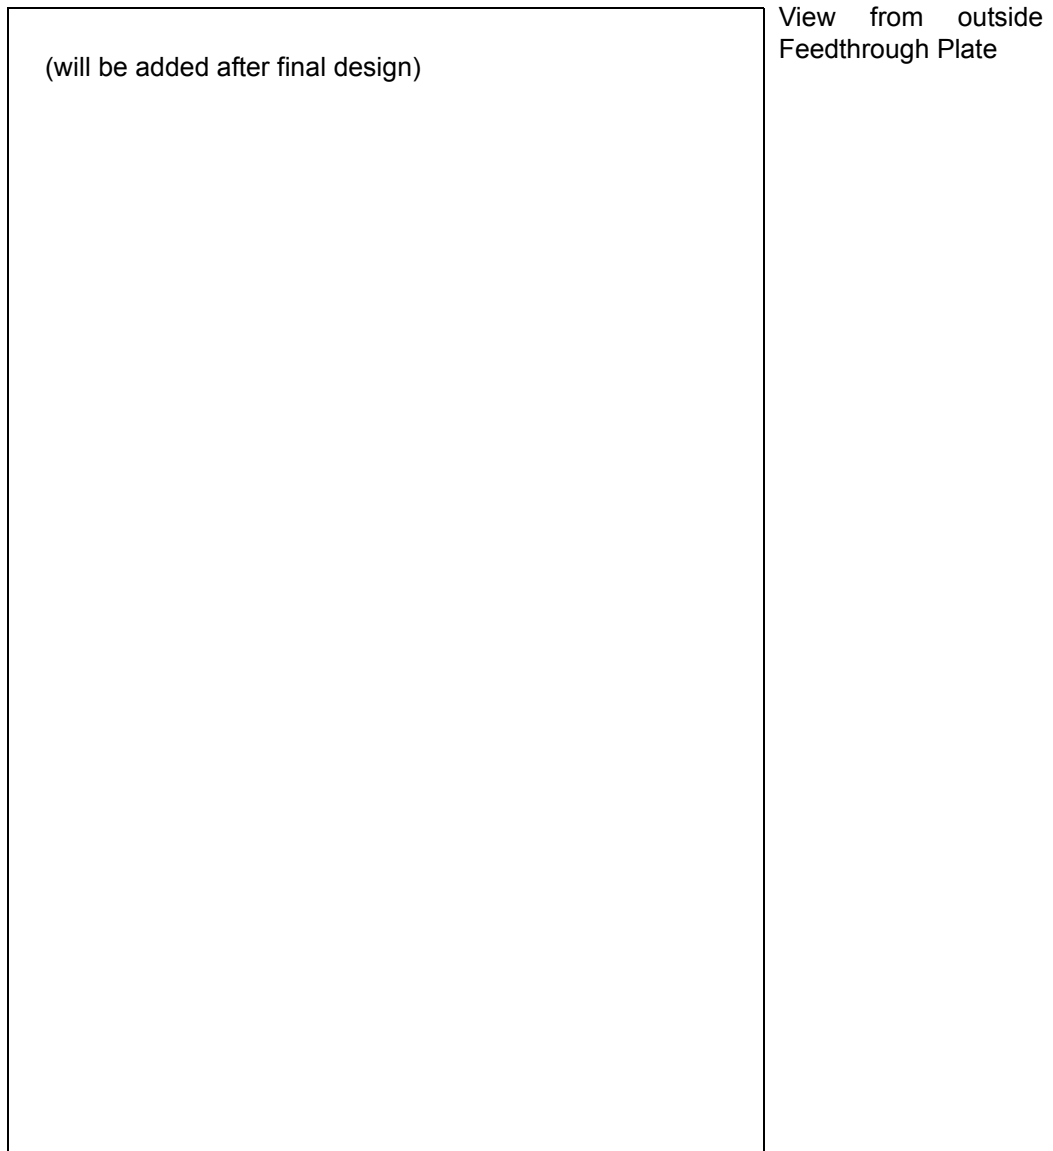 (will be added after final design)
View from outside
Feedthrough Plate